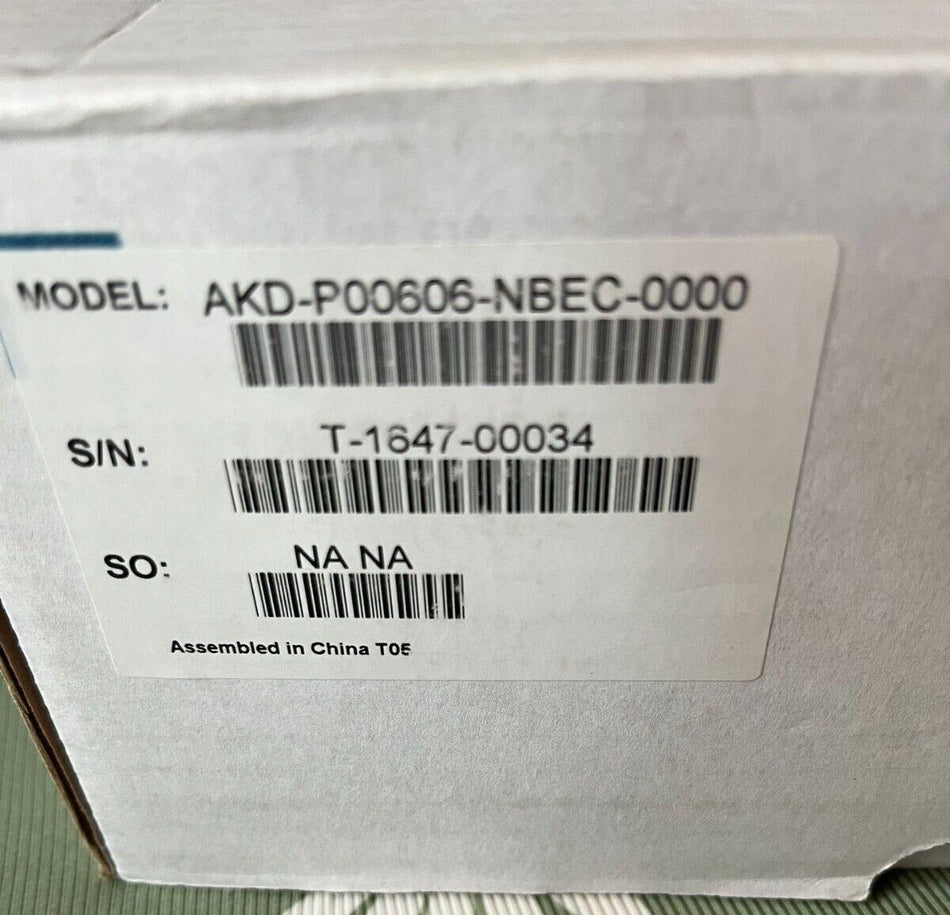 MODEL: AKD-P00606-NBEC-0000
S/N: T-1647-00034
SO: NA NA
Assembled in China T05